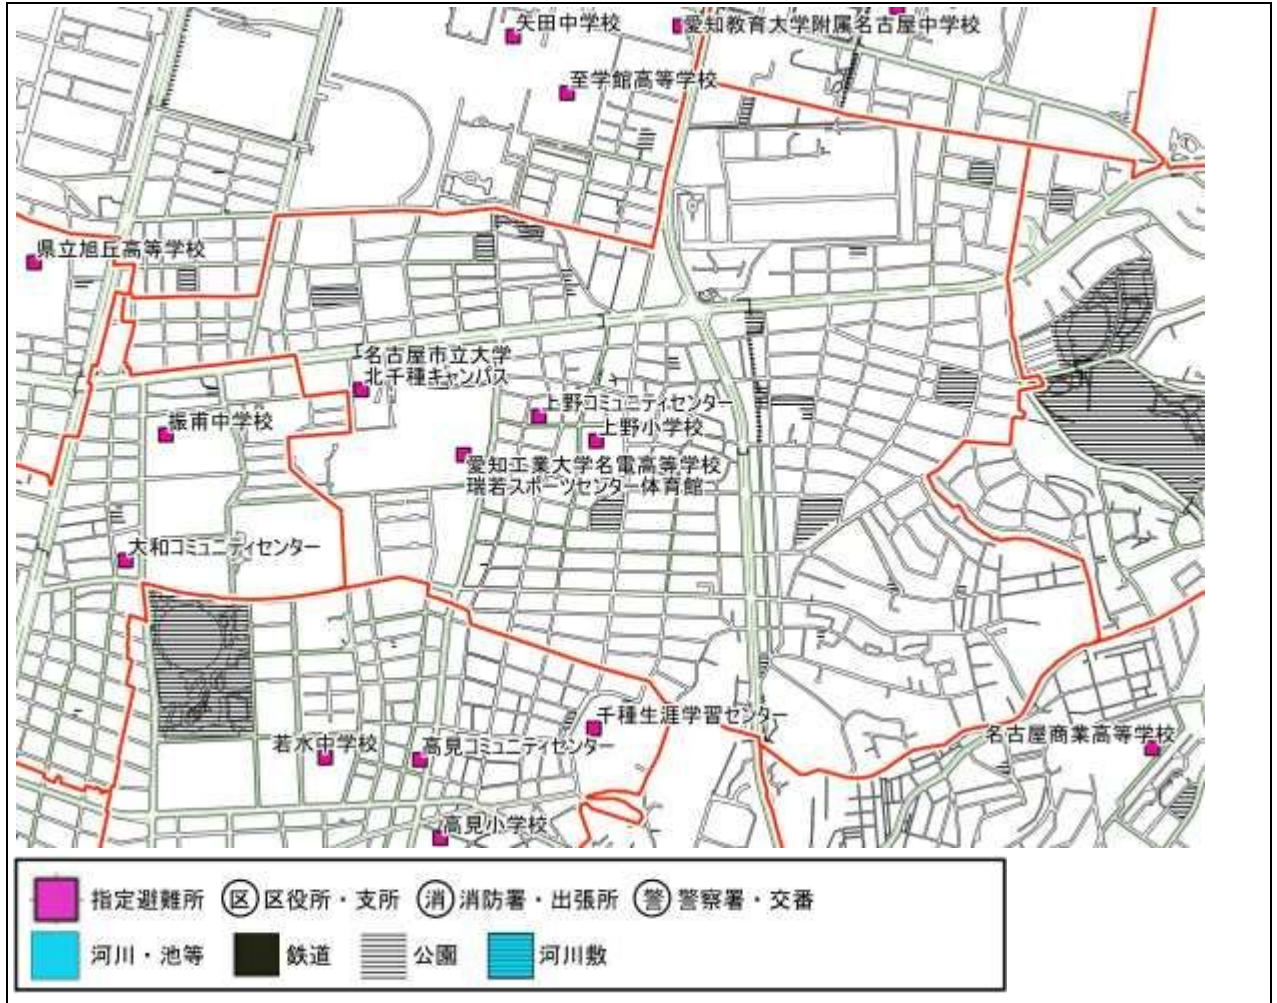 矢田中学校
愛知教育大学附属名古屋中学校
至学館高等学校
県立旭丘高等学校
名古屋市立大学
北千種キャンパス
上野コミュニティセンター
振甫中学校
上野小学校
愛知工業大学名電高等学校
瑞若スポーツセンター体育館
大和コミュニティセンター
千種生涯学習センター
名古屋商業高等学校
若水中学校
高見コミュニティセンター
高見小学校
指定避難所 区 区役所・支所 消 消防署・出張所 警 警察署・交番
河川・池等 鉄道 公園 河川敷